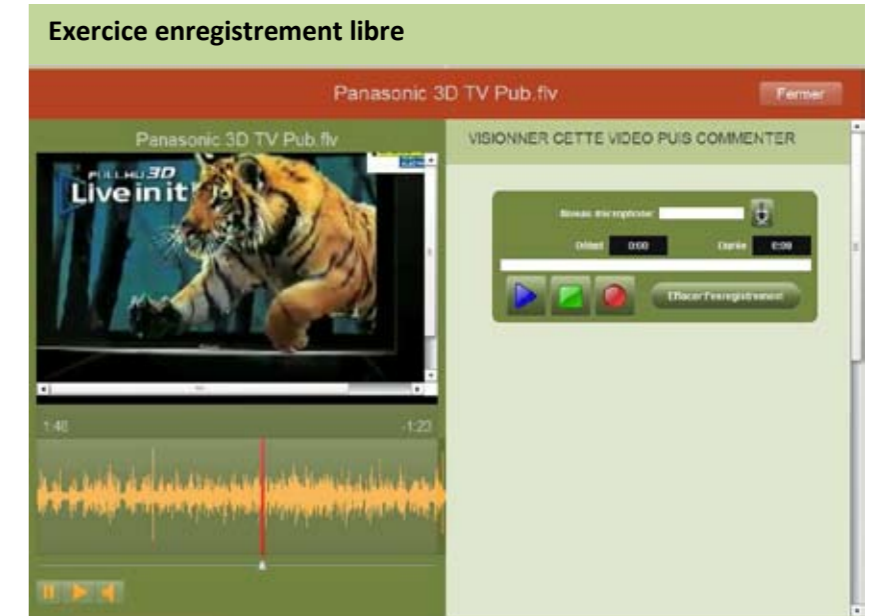 Exercice enregistrement libre
Panasonic 3D TV Pub.flv
Fermer
Panasonic 3D TV Pub.flv
VISIONNER CETTE VIDEO PUIS COMMENTER
FULL HD 3D
Live in it!
Niveau microphone
Début 0:00 Durée 0:00
Effacer l'enregistrement
1:46 -1:23